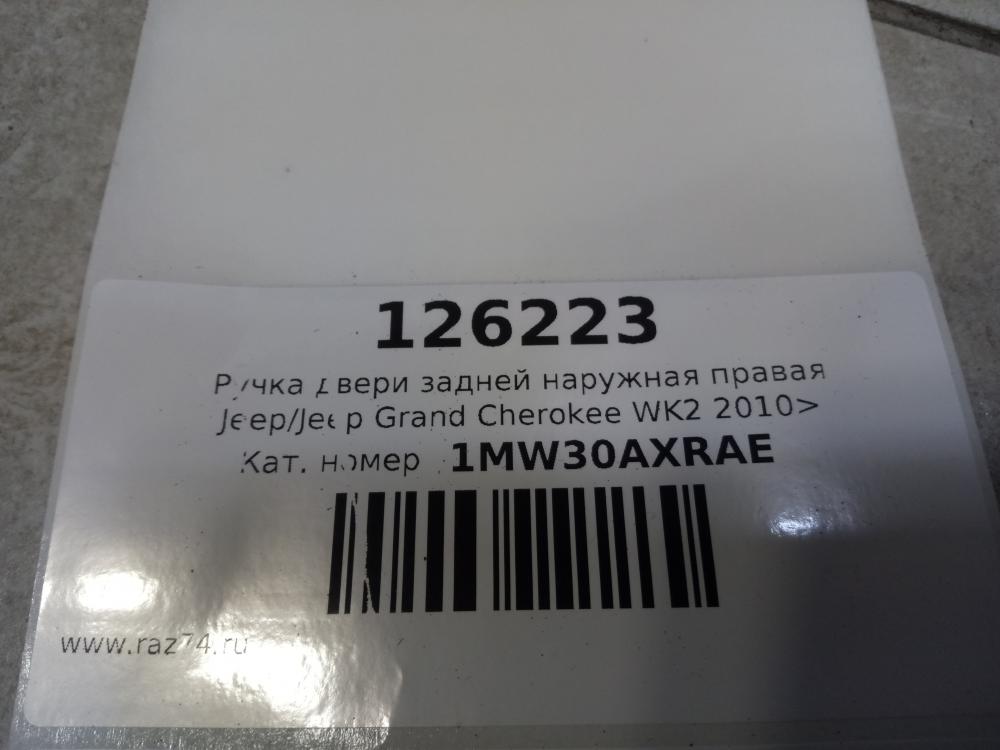 126223
Ручка двери задней наружная правая
Jeep/Jeep Grand Cherokee WK2 2010>
Кат. номер 1MW30AXRAE
www.raz74.ru